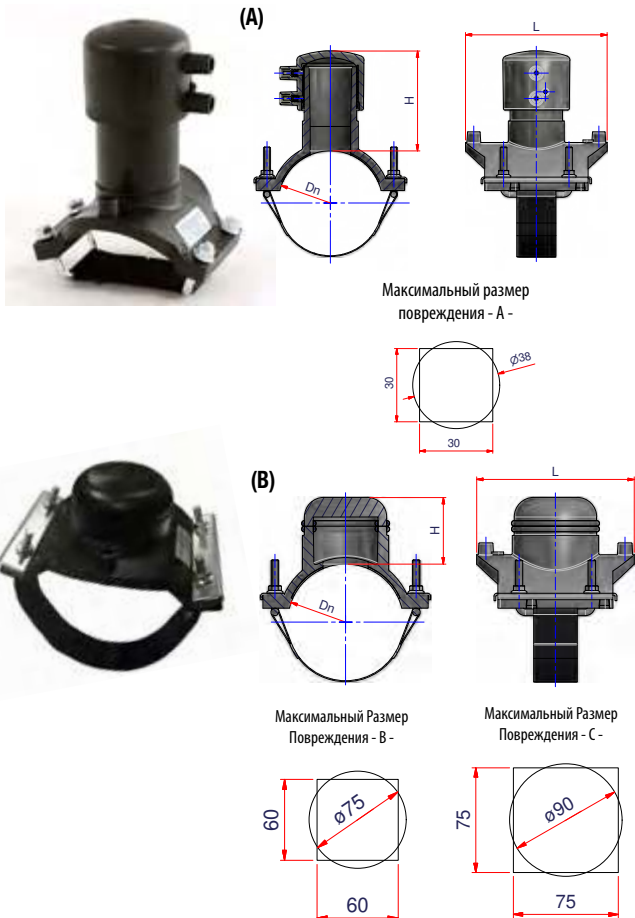 (A)
L
H
Dn
Максимальный размер
повреждения - A -
Ø38
30
30
(B)
L
H
Dn
Максимальный Размер
Повреждения - B -
Максимальный Размер
Повреждения - C -
60
ø75
60
75
ø90
75